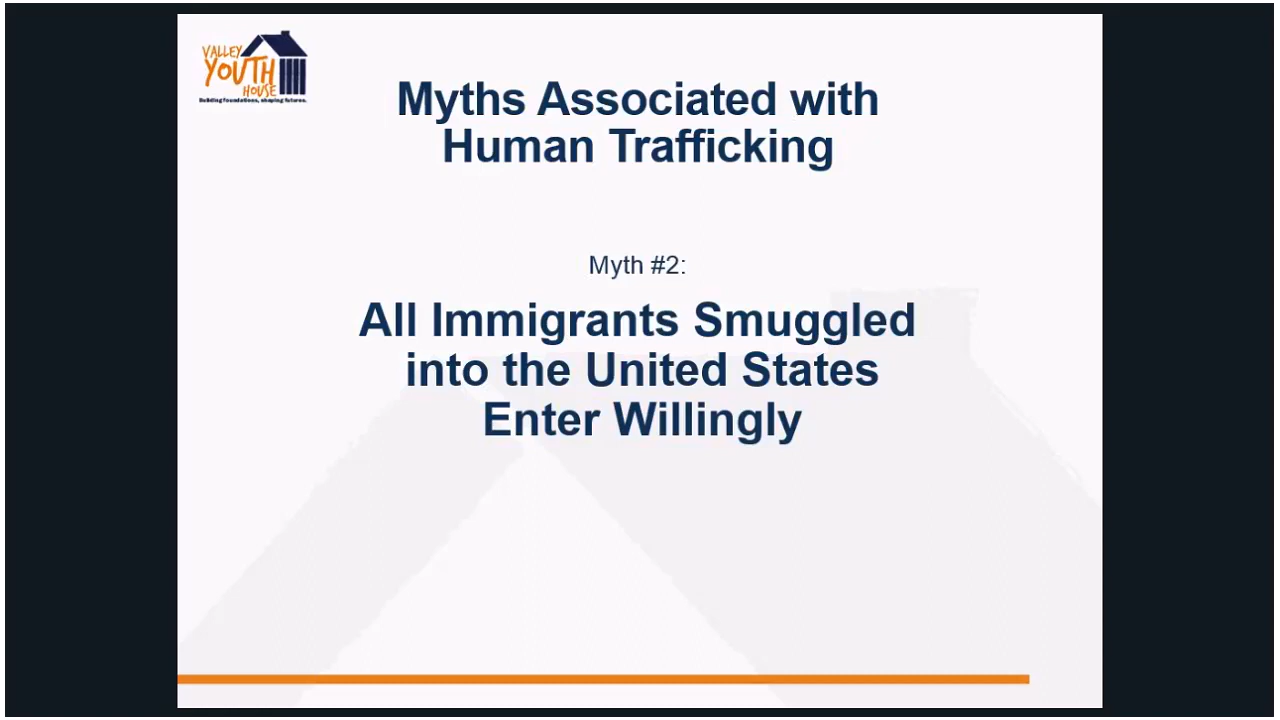 VALLEY
YOUTH
HOUSE
Building foundations, shaping futures.
Myths Associated with
Human Trafficking
Myth #2:
All Immigrants Smuggled
into the United States
Enter Willingly